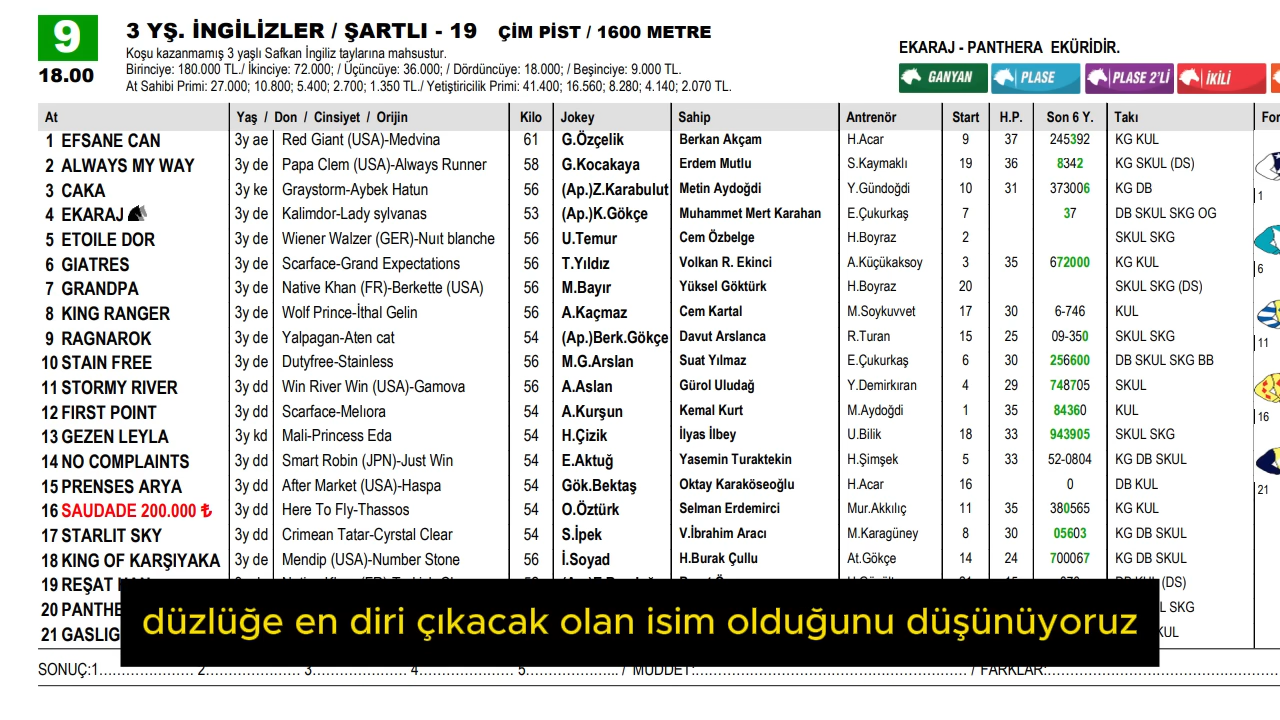 9
3 YŞ. İNGİLİZLER / ŞARTLI - 19 ÇİM PİST / 1600 METRE
Koşu kazanmamış 3 yaşlı Safkan İngiliz taylarına mahsustur.
18.00
Birinciye: 180.000 TL./ İkinciye: 72.000; / Üçüncüye: 36.000; / Dördüncüye: 18.000; / Beşinciye: 9.000 TL.
At Sahibi Primi: 27.000; 10.800; 5.400; 2.700; 1.350 TL./ Yetiştiricilik Primi: 41.400; 16.560; 8.280; 4.140; 2.070 TL.
EKARAJ - PANTHERA EKÜRİDİR.
GANYAN PLASE PLASE 2'Lİ İKİLİ
At Yaş / Don / Cinsiyet / Orijin Kilo Jokey Sahip Antrenör Start H.P. Son 6 Y. Takı For
1 EFSANE CAN 3y ae Red Giant (USA)-Medvina 61 G.Özçelik Berkan Akçam H.Acar 9 37 245392 KG KUL
2 ALWAYS MY WAY 3y de Papa Clem (USA)-Always Runner 58 G.Kocakaya Erdem Mutlu S.Kaymaklı 19 36 8342 KG SKUL (DS)
3 CAKA 3y ke Graystorm-Aybek Hatun 56 (Ap.)Z.Karabulut Metin Aydoğdi Y.Gündoğdi 10 31 373006 KG DB 1
4 EKARAJ 3y de Kalimdor-Lady sylvanas 53 (Ap.)K.Gökçe Muhammet Mert Karahan E.Çukurkaş 7 37 DB SKUL SKG OG
5 ETOILE DOR 3y de Wiener Walzer (GER)-Nuıt blanche 56 U.Temur Cem Özbelge H.Boyraz 2 SKUL SKG
6 GIATRES 3y de Scarface-Grand Expectations 56 T.Yıldız Volkan R. Ekinci A.Küçükaksoy 3 35 672000 KG KUL 6
7 GRANDPA 3y de Native Khan (FR)-Berkette (USA) 56 M.Bayır Yüksel Göktürk H.Boyraz 20 SKUL SKG (DS)
8 KING RANGER 3y de Wolf Prince-İthal Gelin 56 A.Kaçmaz Cem Kartal M.Soykuvvet 17 30 6-746 KUL
9 RAGNAROK 3y de Yalpagan-Aten cat 54 (Ap.)Berk.Gökçe Davut Arslanca R.Turan 15 25 09-350 SKUL SKG 11
10 STAIN FREE 3y de Dutyfree-Stainless 56 M.G.Arslan Suat Yılmaz E.Çukurkaş 6 30 256600 DB SKUL SKG BB
11 STORMY RIVER 3y dd Win River Win (USA)-Gamova 56 A.Aslan Gürol Uludağ Y.Demirkıran 4 29 748705 SKUL
12 FIRST POINT 3y dd Scarface-Melıora 54 A.Kurşun Kemal Kurt M.Aydoğdi 1 35 84360 KUL 16
13 GEZEN LEYLA 3y kd Mali-Princess Eda 54 H.Çizik İlyas İlbey U.Bilik 18 33 943905 SKUL SKG
14 NO COMPLAINTS 3y dd Smart Robin (JPN)-Just Win 54 E.Aktuğ Yasemin Turaktekin H.Şimşek 5 33 52-0804 KG DB SKUL
15 PRENSES ARYA 3y dd After Market (USA)-Haspa 54 Gök.Bektaş Oktay Karaköseoğlu H.Acar 16 0 DB KUL 21
16 SAUDADE 200.000 ₺ 3y dd Here To Fly-Thassos 54 O.Öztürk Selman Erdemirci Mur.Akkılıç 11 35 380565 KG KUL
17 STARLIT SKY 3y dd Crimean Tatar-Cyrstal Clear 54 S.İpek V.İbrahim Aracı M.Karagüney 8 30 05603 KG DB SKUL
18 KING OF KARŞIYAKA 3y de Mendip (USA)-Number Stone 56 İ.Soyad H.Burak Çullu At.Gökçe 14 24 700067 KG DB SKUL
19 REŞAT (DS)
20 PANTHE SKG
21 GASLIG KUL
düzlüğe en diri çıkacak olan isim olduğunu düşünüyoruz
SONUÇ:1..................... 2..................... 3..................... 4..................... 5..................... / MÜDDET:.......................................................... / FARKLAR:..........................................................